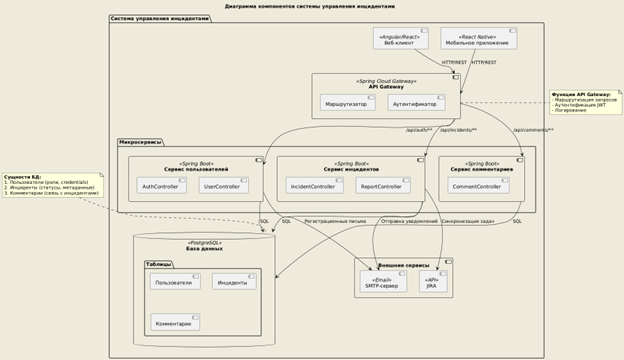 Диаграмма компонентов системы управления инцидентами
Система управления инцидентами
«Angular/React»
Веб-клиент
«React Native»
Мобильное приложение
HTTP/REST
HTTP/REST
«Spring Cloud Gateway»
API Gateway
Маршрутизатор
Аутентификатор
Функции API Gateway:
- Маршрутизация запросов
- Аутентификация JWT
- Логирование
/api/auth/**
/api/incidents/**
/api/comments/**
Микросервисы
«Spring Boot»
Сервис пользователей
AuthController
UserController
«Spring Boot»
Сервис инцидентов
IncidentController
ReportController
«Spring Boot»
Сервис комментариев
CommentController
Сущности БД:
1. Пользователи (роли, credentials)
2. Инциденты (статусы, метаданные)
3. Комментарии (связь с инцидентами)
SQL
SQL
Регистрационные письма
Отправка уведомлений
Синхронизация задач
SQL
«PostgreSQL»
База данных
Таблицы
Пользователи
Инциденты
Комментарии
Внешние сервисы
«Email»
SMTP-сервер
«API»
JIRA